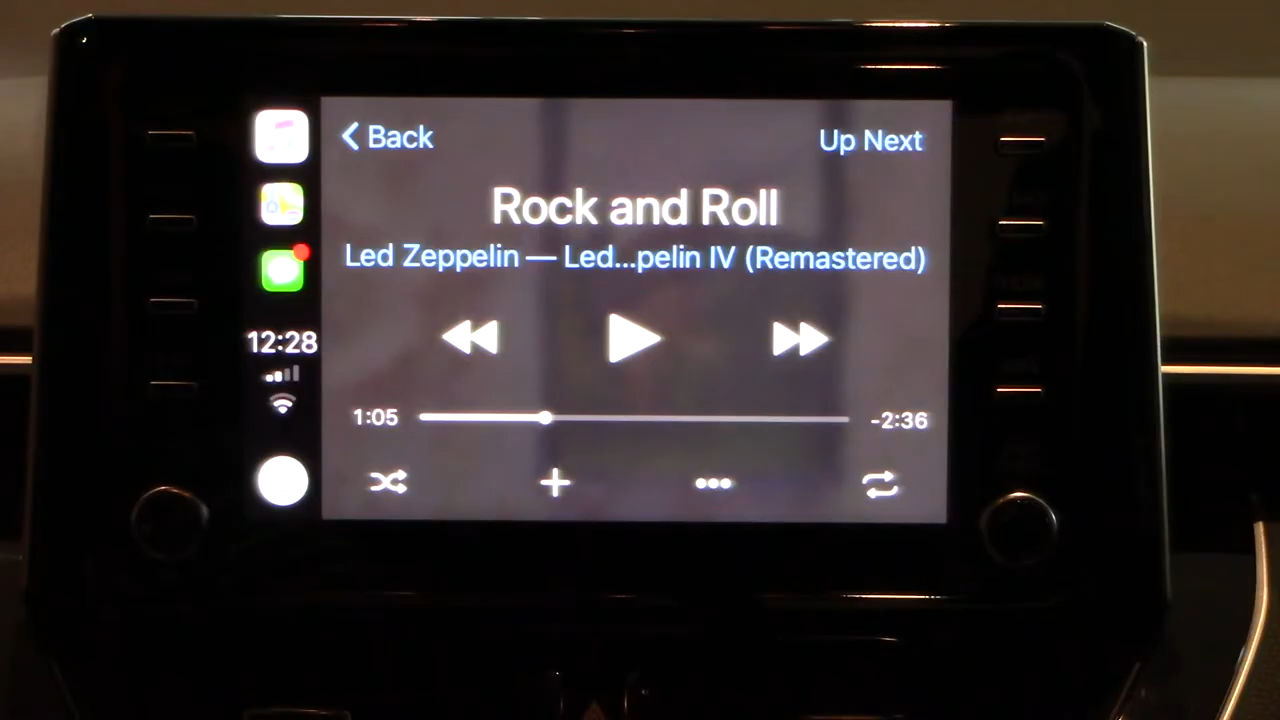 Back
Up Next
Rock and Roll
Led Zeppelin — Led...pelin IV (Remastered)
12:28
1:05
-2:36